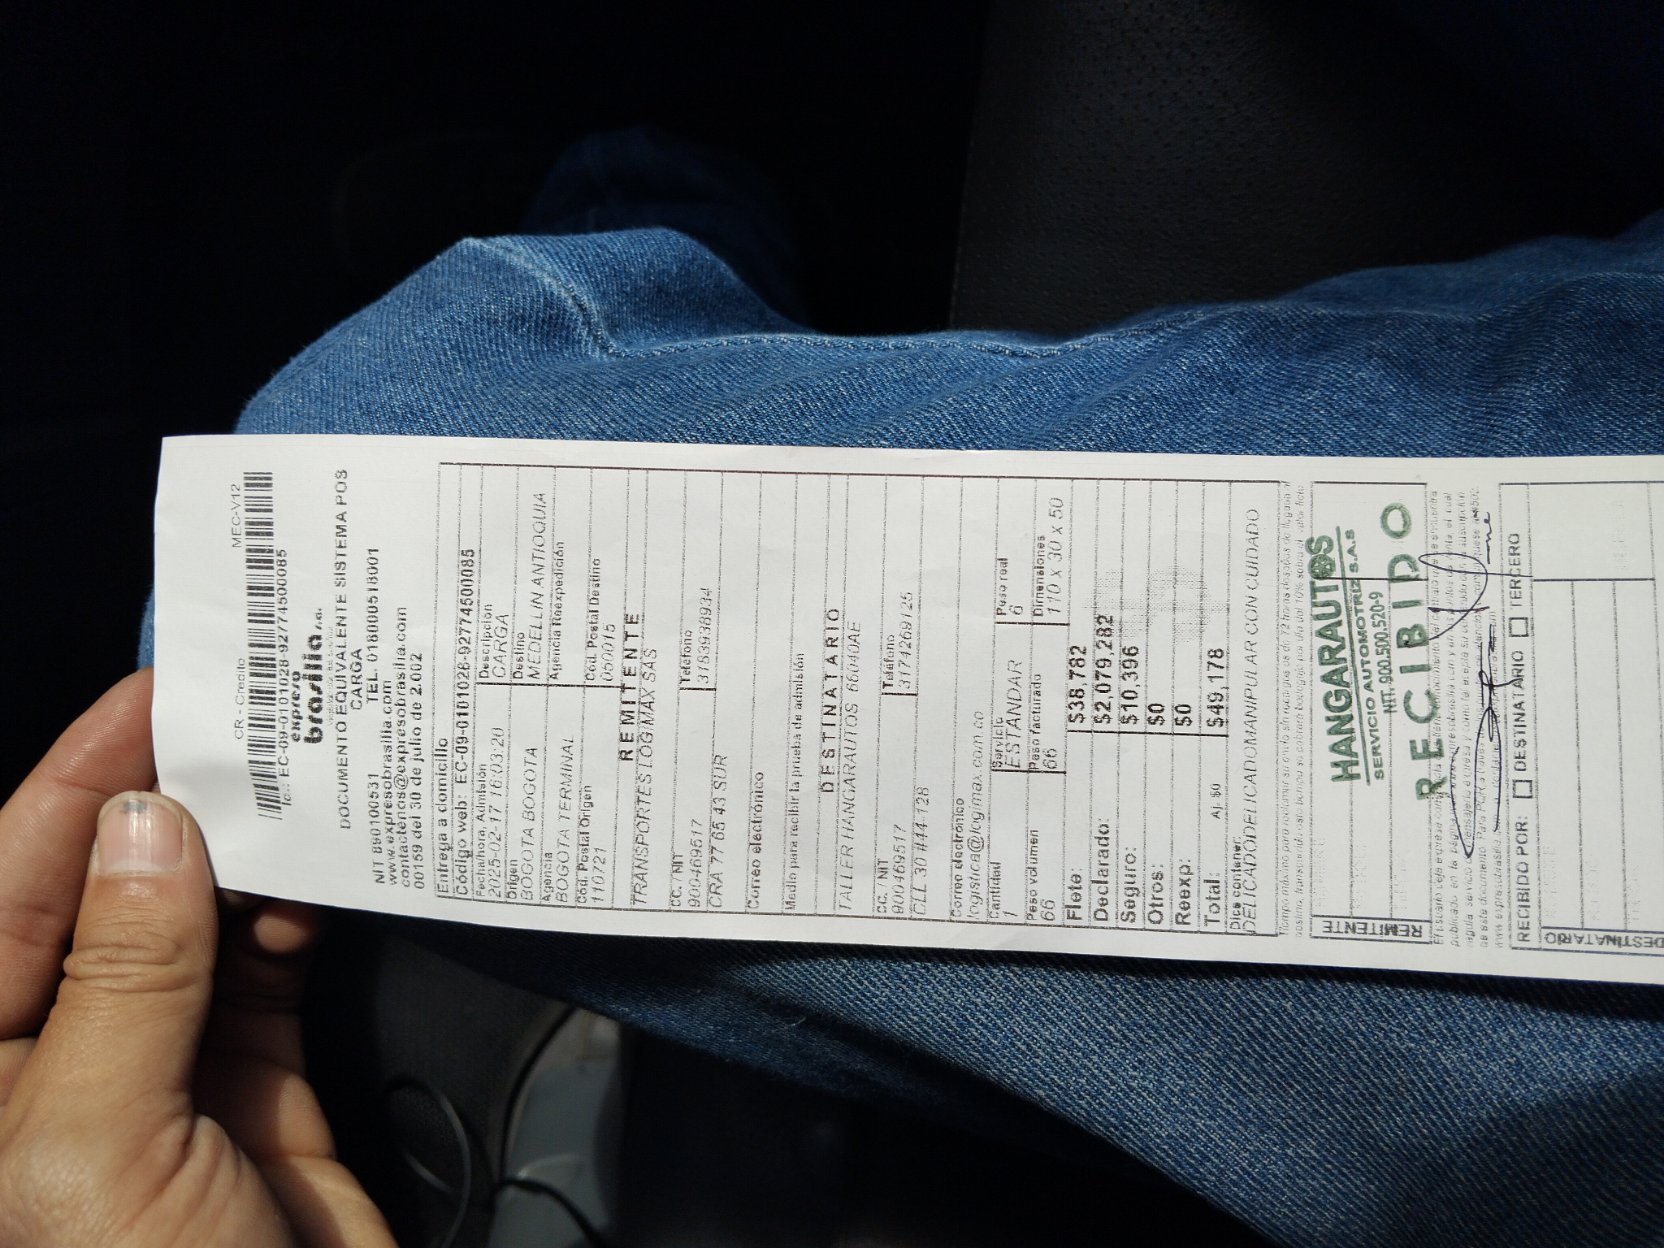 CR - Credito MEC-V12
EC-09-0101028-92774500085
expreso
brasilia s.a.
DOCUMENTO EQUIVALENTE SISTEMA POS
CARGA
NIT 890100531 TEL. 018000518001
www.expresobrasilia.com
contactenos@expresobrasilia.com
00159 del 30 de julio de 2.002
Entrega a domicilio
Código web: EC-09-0101028-92774500085
Fecha/hora, Admisión Descripción
2025-02-17 16:03:20 CARGA
Origen Destino
BOGOTA BOGOTA MEDELLIN ANTIOQUIA
Agencia Agencia Reexpedición
BOGOTA TERMINAL
Cód. Postal Origen Cód. Postal Destino
110721 050015
REMITENTE
TRANSPORTES LOGMAX SAS
CC. / NIT Teléfono
900469517 3183938934
CRA 77 65 43 SUR
Correo electrónico
Medio para recibir la prueba de admisión
DESTINATARIO
TALLER HANGARAUTOS 66040AE
CC. / NIT Teléfono
900469517 3174269125
CLL 30 #44-128
Correo electrónico
logistica@logimax.com.co
Cantidad Servicio Peso real
1 ESTANDAR 6
Peso volumen Peso facturado Dimensiones
66 66 110 x 30 x 50
Flete: $38,782
Declarado: $2,079,282
Seguro: $10,396
Otros: $0
Reexp: $0
Total: Aj. $0 $49,178
Dice contener:
DELICADODELICADOMANIPULAR CON CUIDADO
REMITENTE
HANGARAUTOS
SERVICIO AUTOMOTRIZ S.A.S
NIT. 900.500.520-9
RECIBIDO
RECIBIDO POR: DESTINATARIO TERCERO
DESTINATARIO